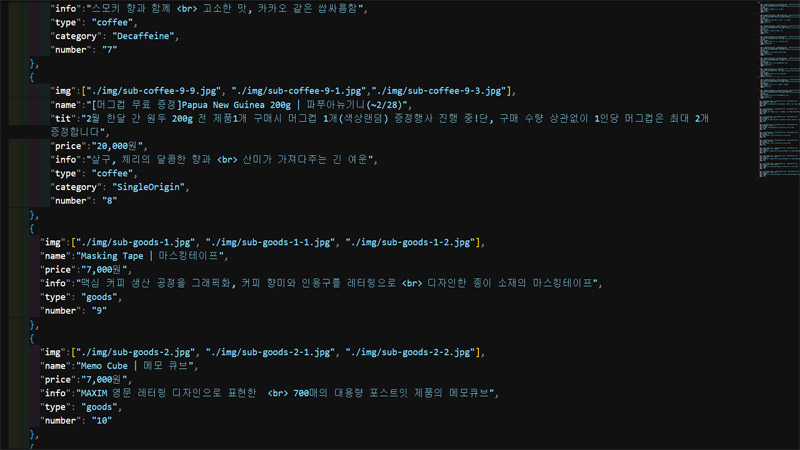 "info":"스모키 향과 함께 <br> 고소한 맛, 카카오 같은 쌉싸름함",
"type": "coffee",
"category": "Decaffeine",
"number": "7"
},
{
"img":["./img/sub-coffee-9-9.jpg", "./img/sub-coffee-9-1.jpg","./img/sub-coffee-9-3.jpg"],
"name":"[머그컵 무료 증정]Papua New Guinea 200g | 파푸아뉴기니(~2/28)",
"tit":"2월 한달 간 원두 200g 전 제품1개 구매시 머그컵 1개(색상랜덤) 증정행사 진행 중!단, 구매 수량 상관없이 1인당 머그컵은 최대 2개
증정합니다",
"price":"20,000원",
"info":"살구, 체리의 달콤한 향과 <br> 산미가 가져다주는 긴 여운",
"type": "coffee",
"category": "SingleOrigin",
"number": "8"
},
{
"img":["./img/sub-goods-1.jpg", "./img/sub-goods-1-1.jpg", "./img/sub-goods-1-2.jpg"],
"name":"Masking Tape | 마스킹테이프",
"price":"7,000원",
"info":"맥심 커피 생산 공정을 그래픽화, 커피 향미와 인용구를 레터링으로 <br> 디자인한 종이 소재의 마스킹테이프",
"type": "goods",
"number": "9"
},
{
"img":["./img/sub-goods-2.jpg", "./img/sub-goods-2-1.jpg", "./img/sub-goods-2-2.jpg"],
"name":"Memo Cube | 메모 큐브",
"price":"7,000원",
"info":"MAXIM 영문 레터링 디자인으로 표현한  <br> 700매의 대용량 포스트잇 제품의 메모큐브",
"type": "goods",
"number": "10"
},